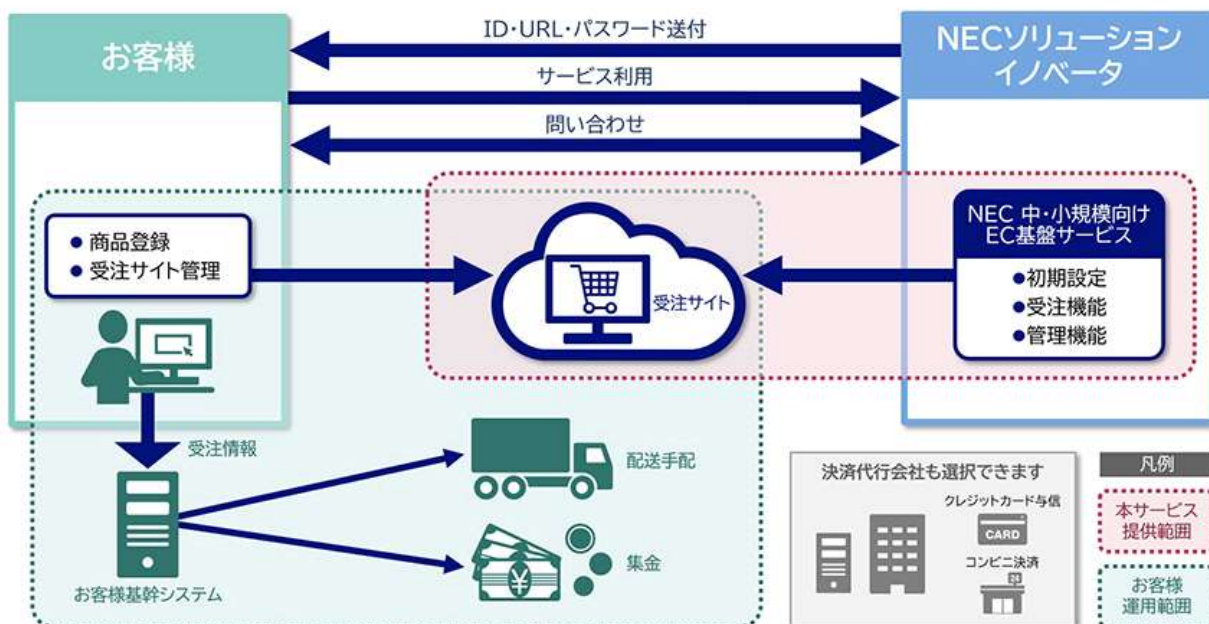 お客様
ID・URL・パスワード送付
サービス利用
問い合わせ
NECソリューション
イノベータ
● 商品登録
● 受注サイト管理
受注サイト
NEC 中・小規模向け
EC基盤サービス
●初期設定
●受注機能
●管理機能
受注情報
お客様基幹システム
配送手配
¥
集金
決済代行会社も選択できます
クレジットカード与信
CARD
コンビニ決済
24
凡例
本サービス
提供範囲
お客様
運用範囲